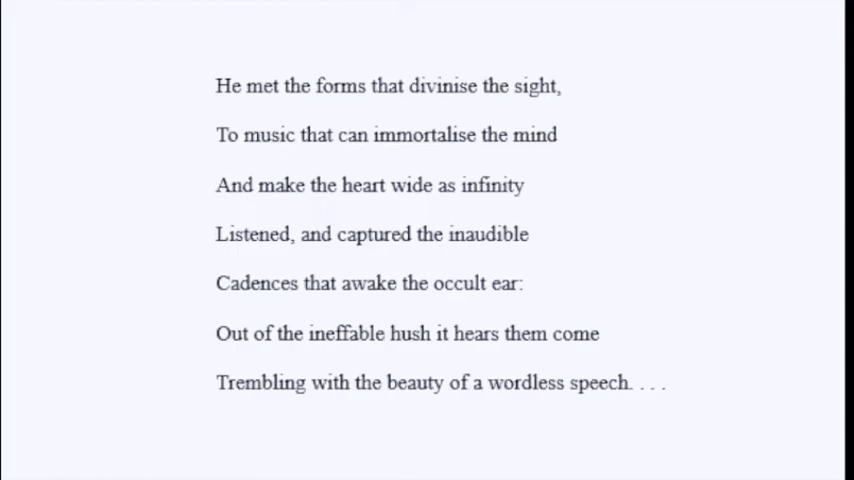 He met the forms that divinise the sight,
To music that can immortalise the mind
And make the heart wide as infinity
Listened, and captured the inaudible
Cadences that awake the occult ear:
Out of the ineffable hush it hears them come
Trembling with the beauty of a wordless speech. . . .